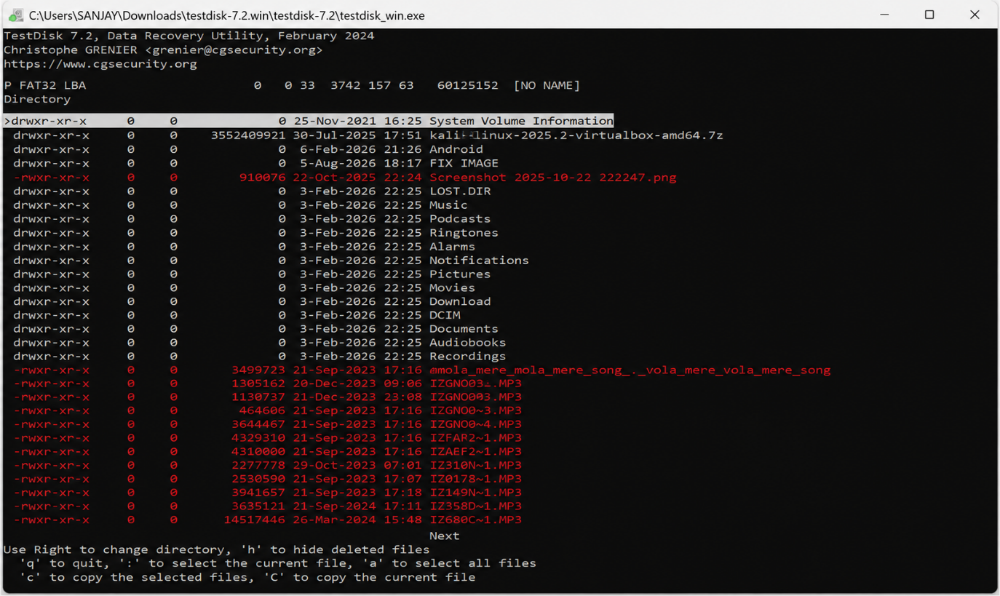 C:\Users\SANJAY\Downloads\testdisk-7.2.win\testdisk-7.2\testdisk_win.exe
TestDisk 7.2, Data Recovery Utility, February 2024
Christophe GRENIER <grenier@cgsecurity.org>
https://www.cgsecurity.org
P FAT32 LBA 0 0 33 3742 157 63 60125152 [NO NAME]
Directory
>drwxr-xr-x 0 0 0 25-Nov-2021 16:25 System Volume Information
drwxr-xr-x 0 0 3552409921 30-Jul-2025 17:51 kali-linux-2025.2-virtualbox-amd64.7z
drwxr-xr-x 0 0 0 6-Feb-2026 21:26 Android
drwxr-xr-x 0 0 0 5-Aug-2026 18:17 FIX IMAGE
-rwxr-xr-x 0 0 910076 22-Oct-2025 22:24 Screenshot 2025-10-22 222247.png
drwxr-xr-x 0 0 0 3-Feb-2026 22:25 LOST.DIR
drwxr-xr-x 0 0 0 3-Feb-2026 22:25 Music
drwxr-xr-x 0 0 0 3-Feb-2026 22:25 Podcasts
drwxr-xr-x 0 0 0 3-Feb-2026 22:25 Ringtones
drwxr-xr-x 0 0 0 3-Feb-2026 22:25 Alarms
drwxr-xr-x 0 0 0 3-Feb-2026 22:25 Notifications
drwxr-xr-x 0 0 0 3-Feb-2026 22:25 Pictures
drwxr-xr-x 0 0 0 3-Feb-2026 22:25 Movies
drwxr-xr-x 0 0 0 3-Feb-2026 22:25 Download
drwxr-xr-x 0 0 0 3-Feb-2026 22:25 DCIM
drwxr-xr-x 0 0 0 3-Feb-2026 22:25 Documents
drwxr-xr-x 0 0 0 3-Feb-2026 22:25 Audiobooks
drwxr-xr-x 0 0 0 3-Feb-2026 22:25 Recordings
-rwxr-xr-x 0 0 3499723 21-Sep-2023 17:16
-rwxr-xr-x 0 0 1305162 20-Dec-2023 09:06
-rwxr-xr-x 0 0 1130737 21-Dec-2023 23:08 IZGNO003.MP3
-rwxr-xr-x 0 0 464606 21-Sep-2023 17:16 IZGNO0~3.MP3
-rwxr-xr-x 0 0 3644467 21-Sep-2023 17:16 IZGNO0~4.MP3
-rwxr-xr-x 0 0 4329310 21-Sep-2023 17:16 IZFAR2~1.MP3
-rwxr-xr-x 0 0 4310000 21-Sep-2023 17:16 IZAEF2~1.MP3
-rwxr-xr-x 0 0 2277778 29-Oct-2023 07:01 IZ310N~1.MP3
-rwxr-xr-x 0 0 2530590 21-Sep-2023 17:07 IZ0178~1.MP3
-rwxr-xr-x 0 0 3941657 21-Sep-2023 17:18 IZ149N~1.MP3
-rwxr-xr-x 0 0 3635121 21-Sep-2024 17:11 IZ358D~1.MP3
-rwxr-xr-x 0 0 14517446 26-Mar-2024 15:48 IZ680C~1.MP3
Next
Use Right to change directory, 'h' to hide deleted files
'q' to quit, ':' to select the current file, 'a' to select all files
'c' to copy the selected files, 'C' to copy the current file